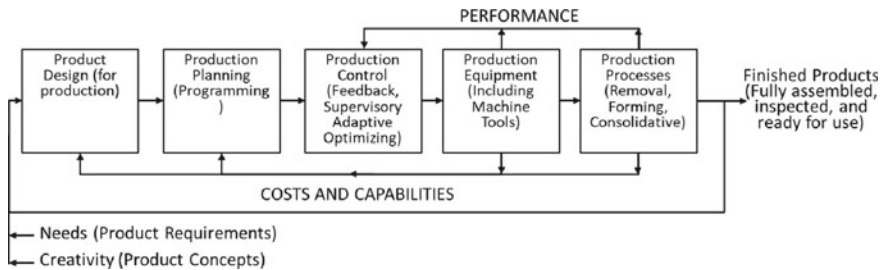 PERFORMANCE
Product
Design (for
production)
Production
Planning
(Programming
)
Production
Control
(Feedback,
Supervisory
Adaptive
Optimizing)
Production
Equipment
(Including
Machine
Tools)
Production
Processes
(Removal,
Forming,
Consolidative)
Finished Products
(Fully assembled,
inspected, and
ready for use)
COSTS AND CAPABILITIES
Needs (Product Requirements)
Creativity (Product Concepts)